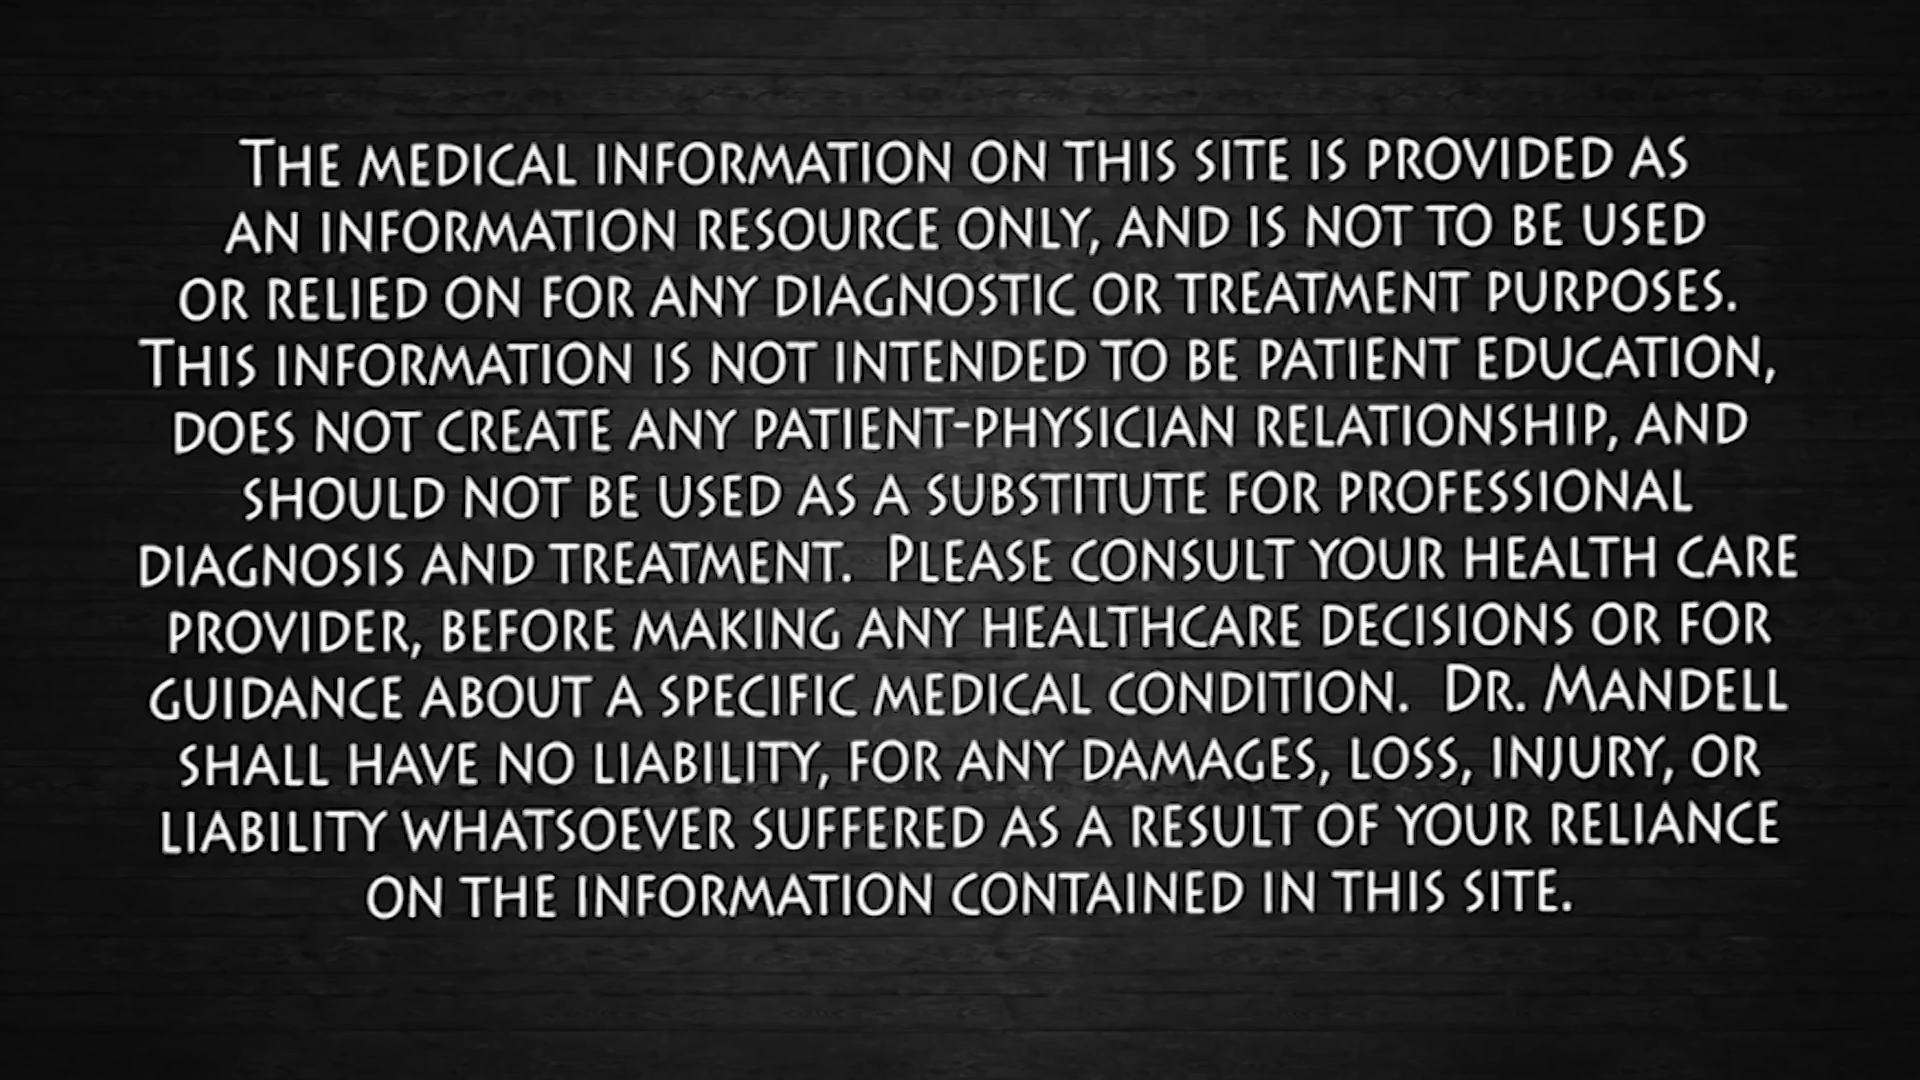 The medical information on this site is provided as
an information resource only, and is not to be used
or relied on for any diagnostic or treatment purposes.
This information is not intended to be patient education,
does not create any patient-physician relationship, and
should not be used as a substitute for professional
diagnosis and treatment.  Please consult your health care
provider, before making any healthcare decisions or for
guidance about a specific medical condition.  Dr. Mandell
shall have no liability, for any damages, loss, injury, or
liability whatsoever suffered as a result of your reliance
on the information contained in this site.